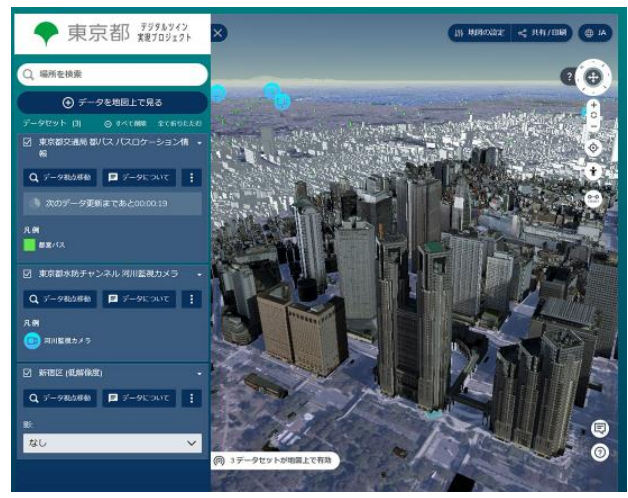 東京都 デジタルツイン
実現プロジェクト
場所を検索
データを地図上で見る
データセット (3) すべて削除 全て折りたたむ
東京都交通局 都バス バスロケーション情
報
データ視点移動 データについて
次のデータ更新まであと00:00:19
凡例
都営バス
東京都水防チャンネル 河川監視カメラ
データ視点移動 データについて
凡例
河川監視カメラ
新宿区 (低解像度)
データ視点移動 データについて
影:
なし
地図の設定 共有/印刷 JA
3 データセットが地図上で有効